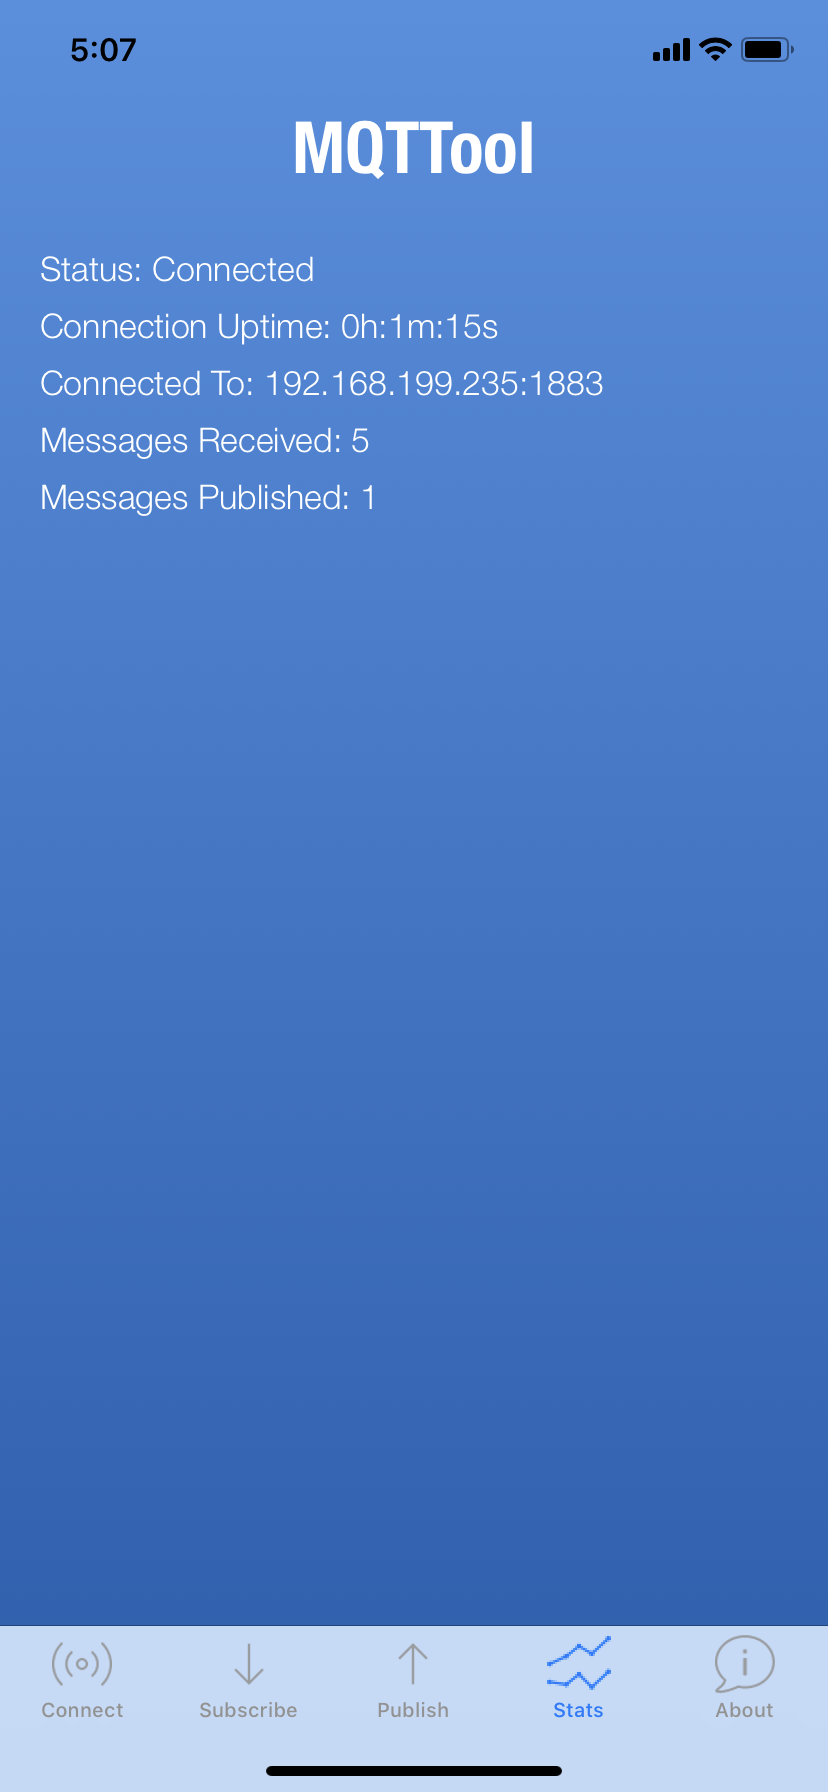 5:07
MQTTool
Status: Connected
Connection Uptime: 0h:1m:15s
Connected To: 192.168.199.235:1883
Messages Received: 5
Messages Published: 1
Connect
Subscribe
Publish
Stats
About